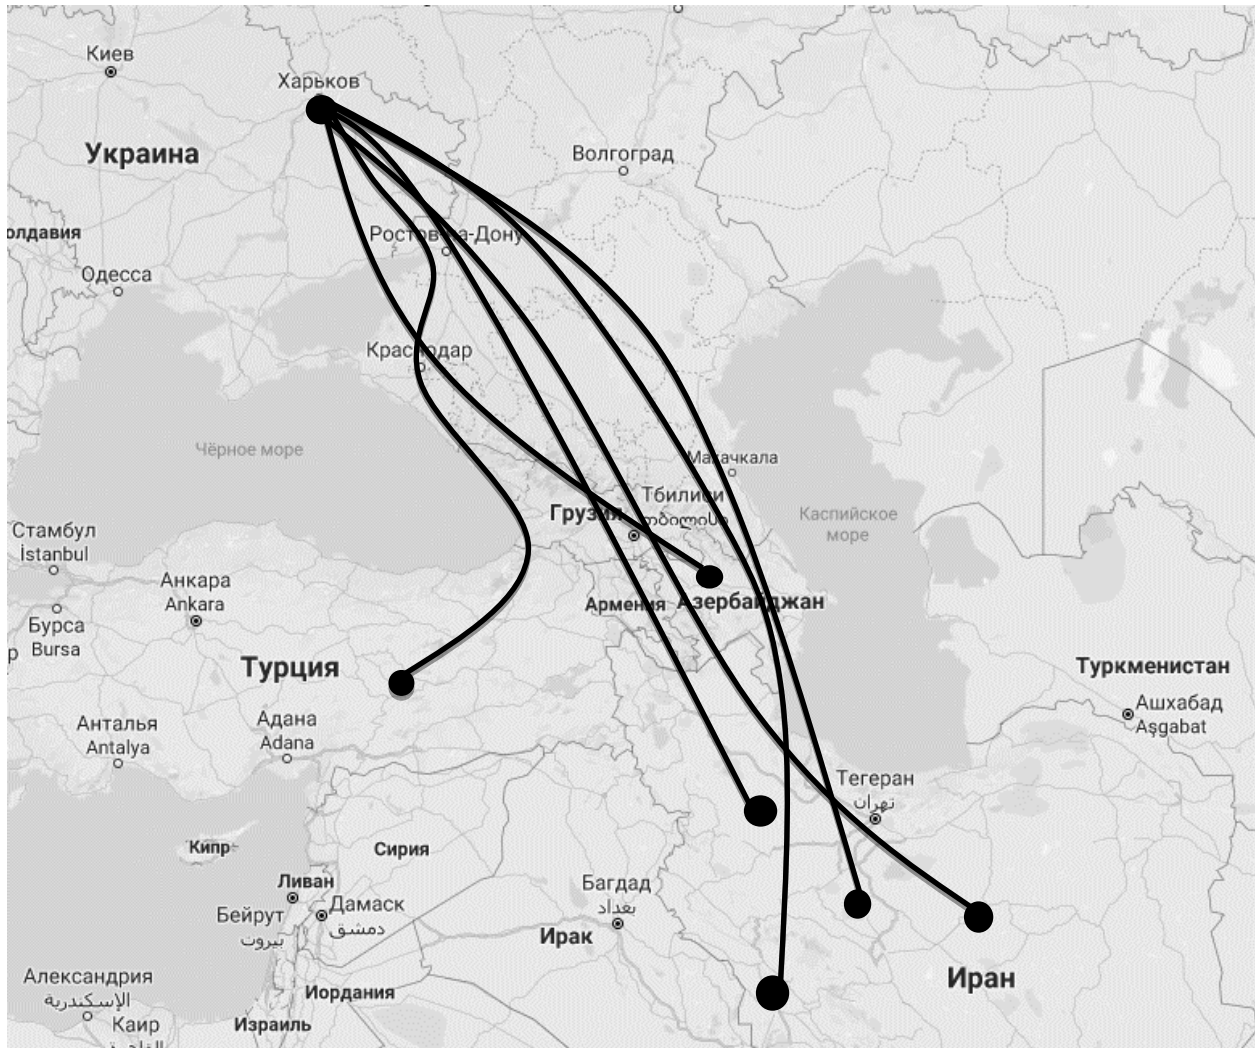 Киев
Харьков
Украина
Волгоград
олдавия
Ростов-на-Дону
Одесса
Краснодар
Чёрное море
Махачкала
Тбилиси
თბილისი
Грузия
Каспийское
море
Стамбул
İstanbul
Анкара
Ankara
Армения
Азербайджан
Бурса
Bursa
р
Турция
Туркменистан
Ашхабад
Aşgabat
Анталья
Antalya
Адана
Adana
Тегеран
تهران
Кипр
Сирия
Ливан
Багдад
بغداد
Бейрут
بيروت
Дамаск
دمشق
Ирак
Иран
Александрия
الإسكندرية
Иордания
Каир
Израиль